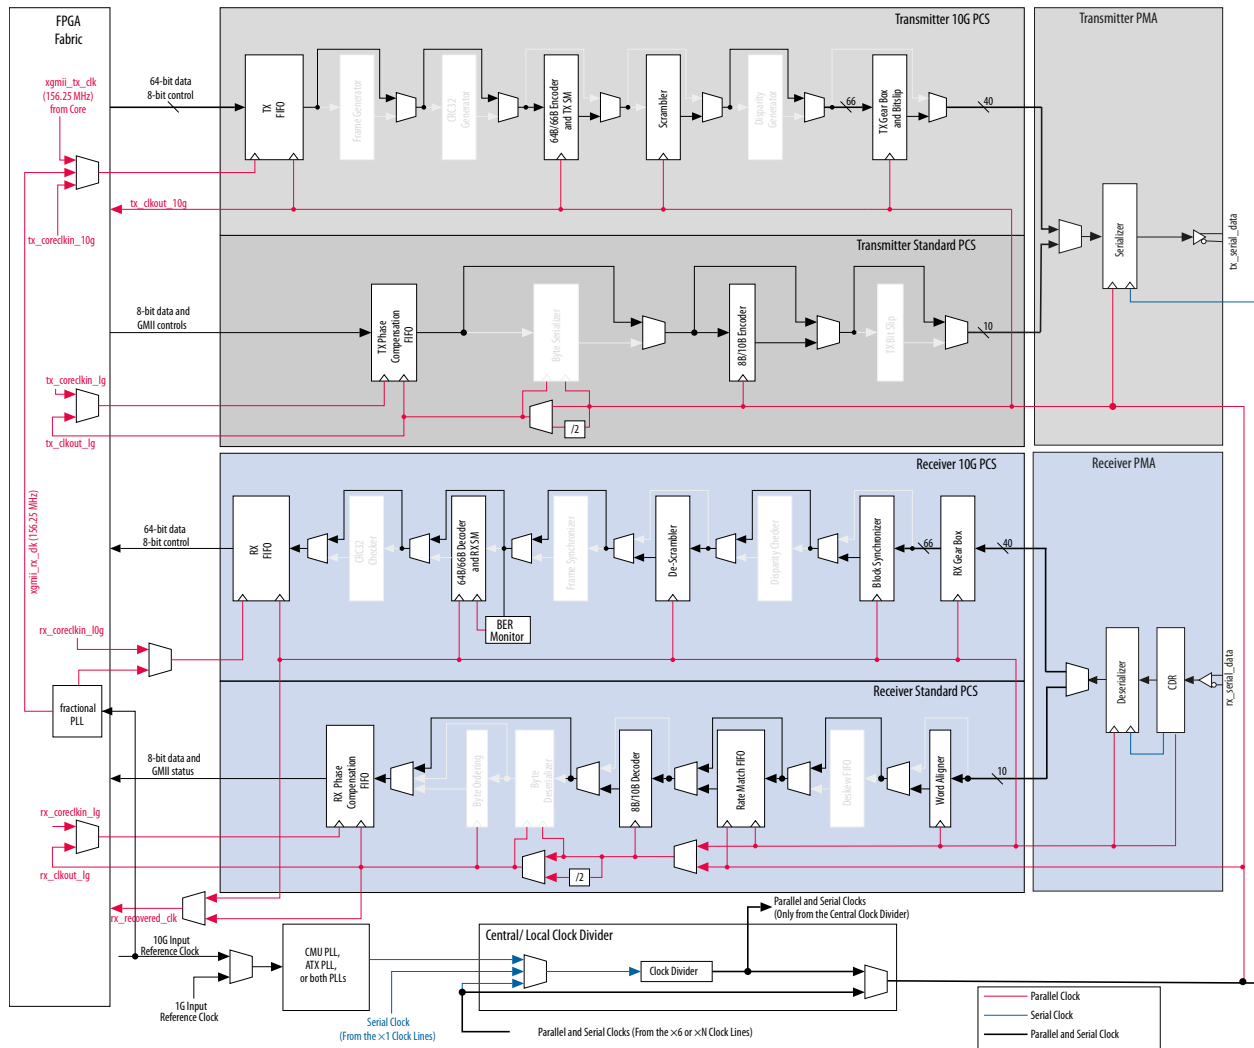 FPGA
Fabric
Transmitter 10G PCS
Transmitter PMA
xgmii_tx_clk
(156.25 MHz)
from Core
64-bit data
8-bit control
TX
FIFO
Frame Generator
CRC32
Generator
64B/66B Encoder
and TX SM
Scrambler
Disparity
Generator
66
TX Gear Box
and Bitslip
40
tx_clkout_10g
tx_coreclkin_10g
Serializer
tx_serial_data
Transmitter Standard PCS
8-bit data and
GMII controls
TX Phase
Compensation
FIFO
Byte Serializer
8B/10B Encoder
TX Bit Slip
10
tx_coreclkin_lg
tx_clkout_lg
/2
Receiver 10G PCS
Receiver PMA
xgmii_rx_clk (156.25 MHz)
64-bit data
8-bit control
RX
FIFO
CRC32
Checker
64B/66B Decoder
and RX SM
Frame Synchronizer
De-Scrambler
Disparity Checker
Block Synchronizer
66
RX Gear Box
40
BER
Monitor
rx_coreclkin_l0g
Deserializer
CDR
rx_serial_data
fractional
PLL
Receiver Standard PCS
8-bit data and
GMII status
RX Phase
Compensation
FIFO
Byte Ordering
Byte
Deserializer
8B/10B Decoder
Rate Match FIFO
Deskew FIFO
Word Aligner
10
rx_coreclkin_lg
rx_clkout_lg
/2
rx_recovered_clk
Parallel and Serial Clocks
(Only from the Central Clock Divider)
10G Input
Reference Clock
CMU PLL,
ATX PLL,
or both PLLs
Central/ Local Clock Divider
Clock Divider
1G Input
Reference Clock
Serial Clock
(From the ×1 Clock Lines)
Parallel and Serial Clocks (From the ×6 or ×N Clock Lines)
Parallel Clock
Serial Clock
Parallel and Serial Clock